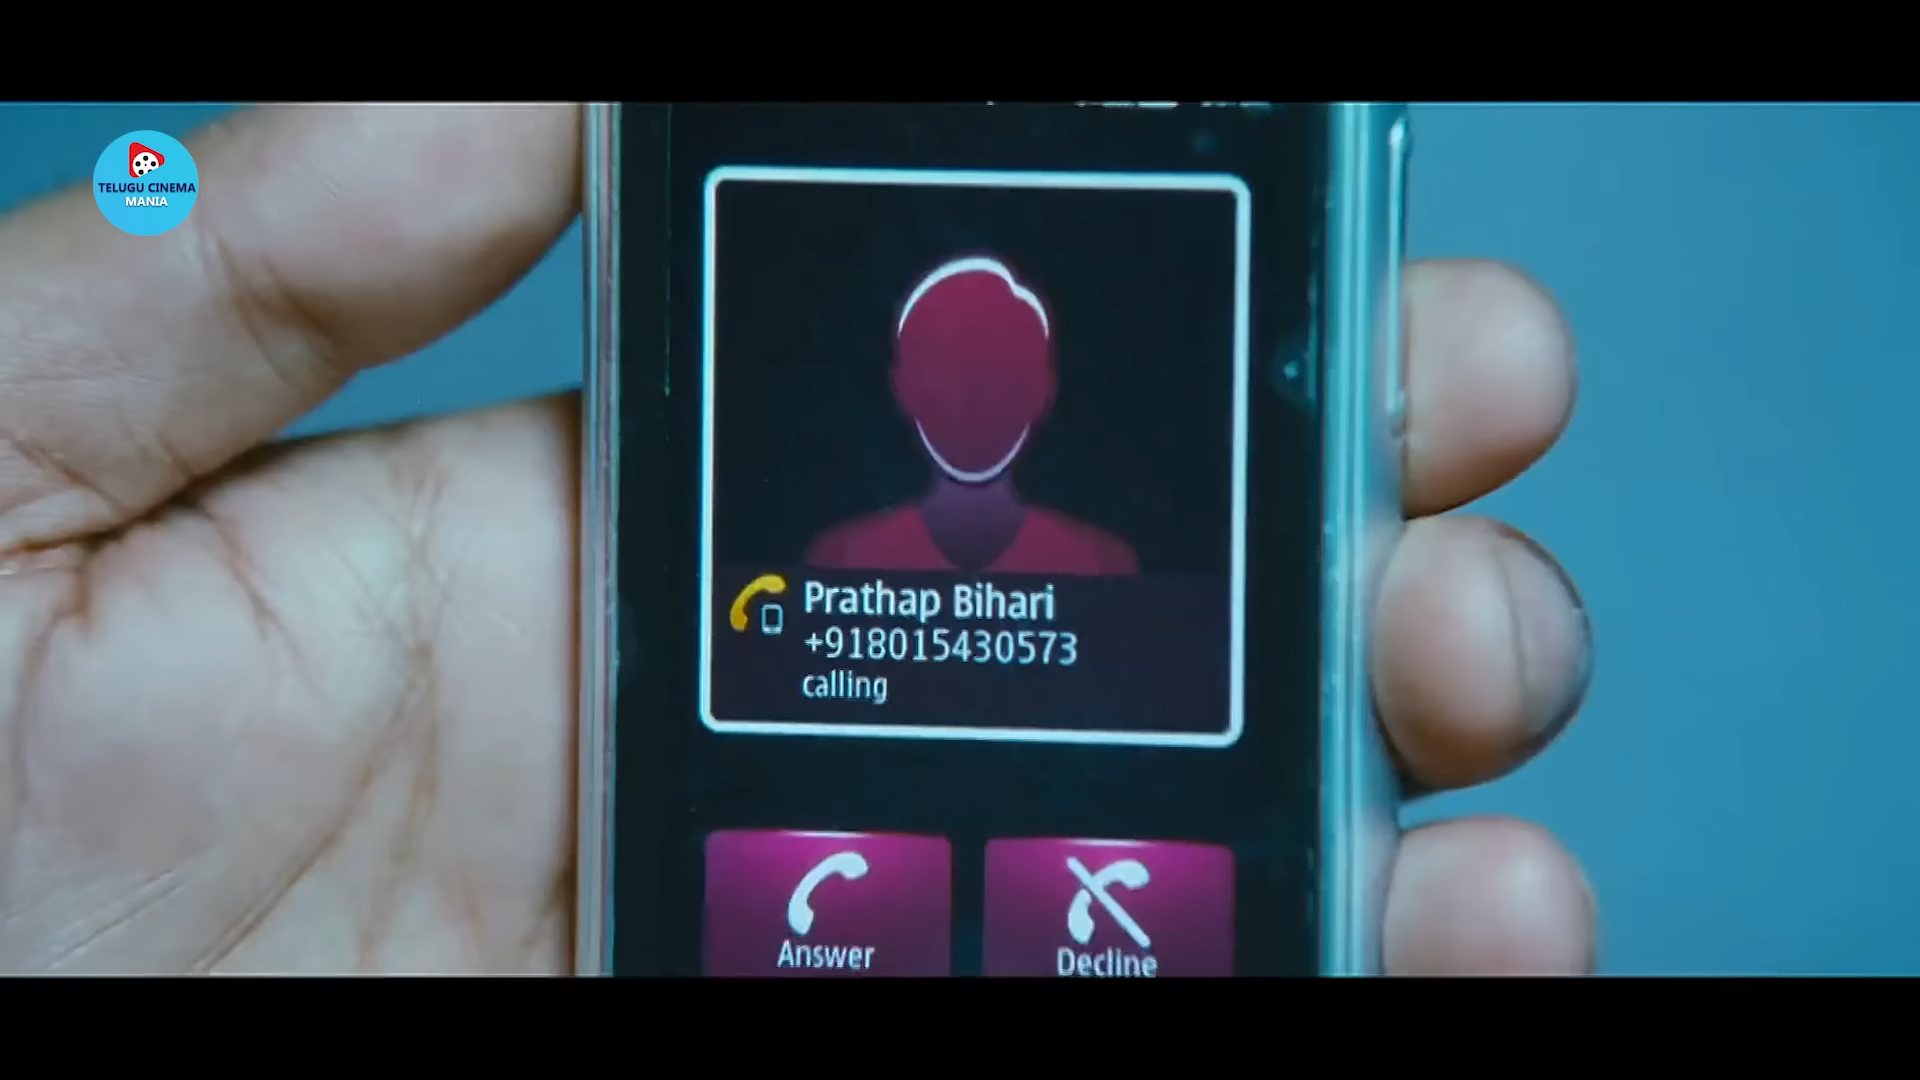 TELUGU CINEMA
MANIA
Prathap Bihari
+918015430573
calling
Answer
Decline